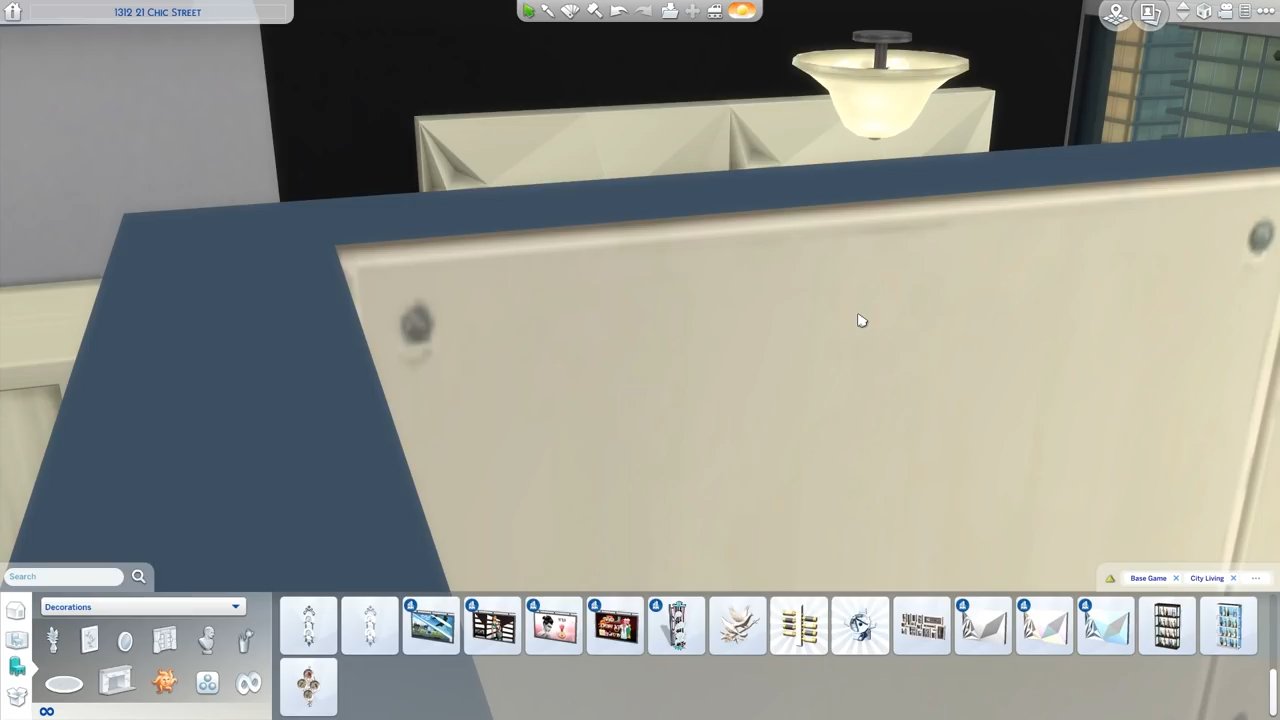 1312 21 CHIC STREET
Search
Base Game
City Living
Decorations